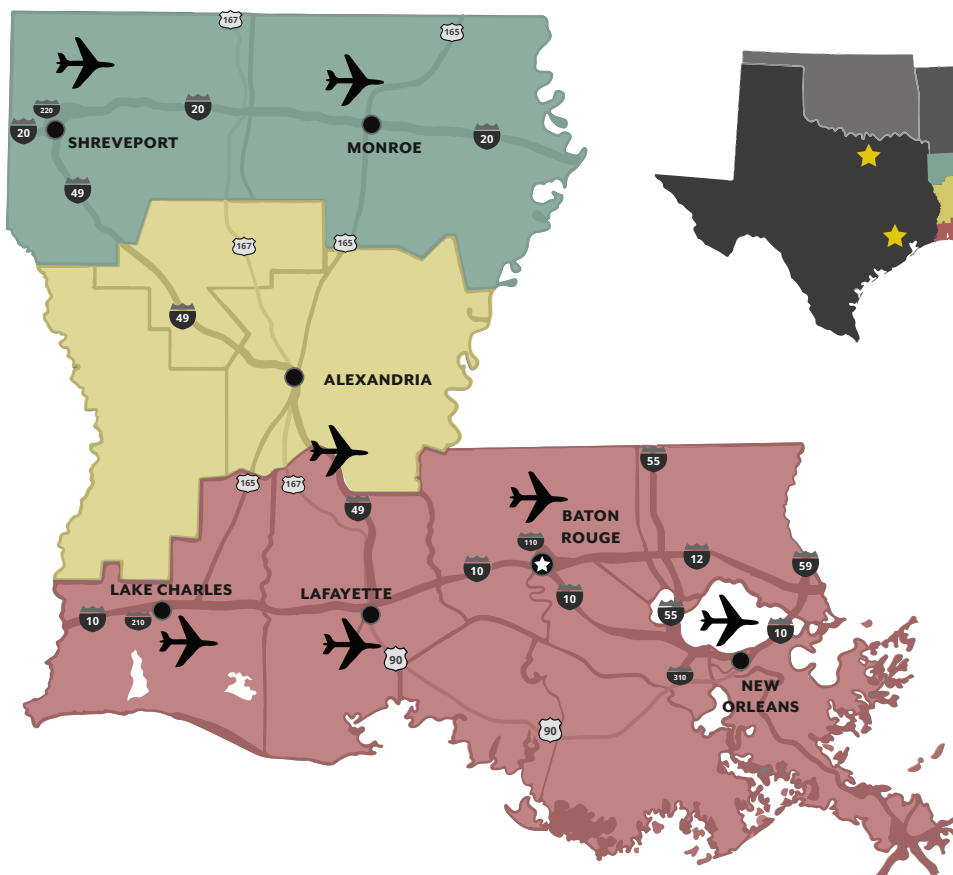 167
165
220
20
20
SHREVEPORT
MONROE
20
49
167
165
49
ALEXANDRIA
165
167
49
55
BATON
ROUGE
110
10
12
59
10
LAKE CHARLES
LAFAYETTE
10
210
55
10
90
310
NEW
ORLEANS
90